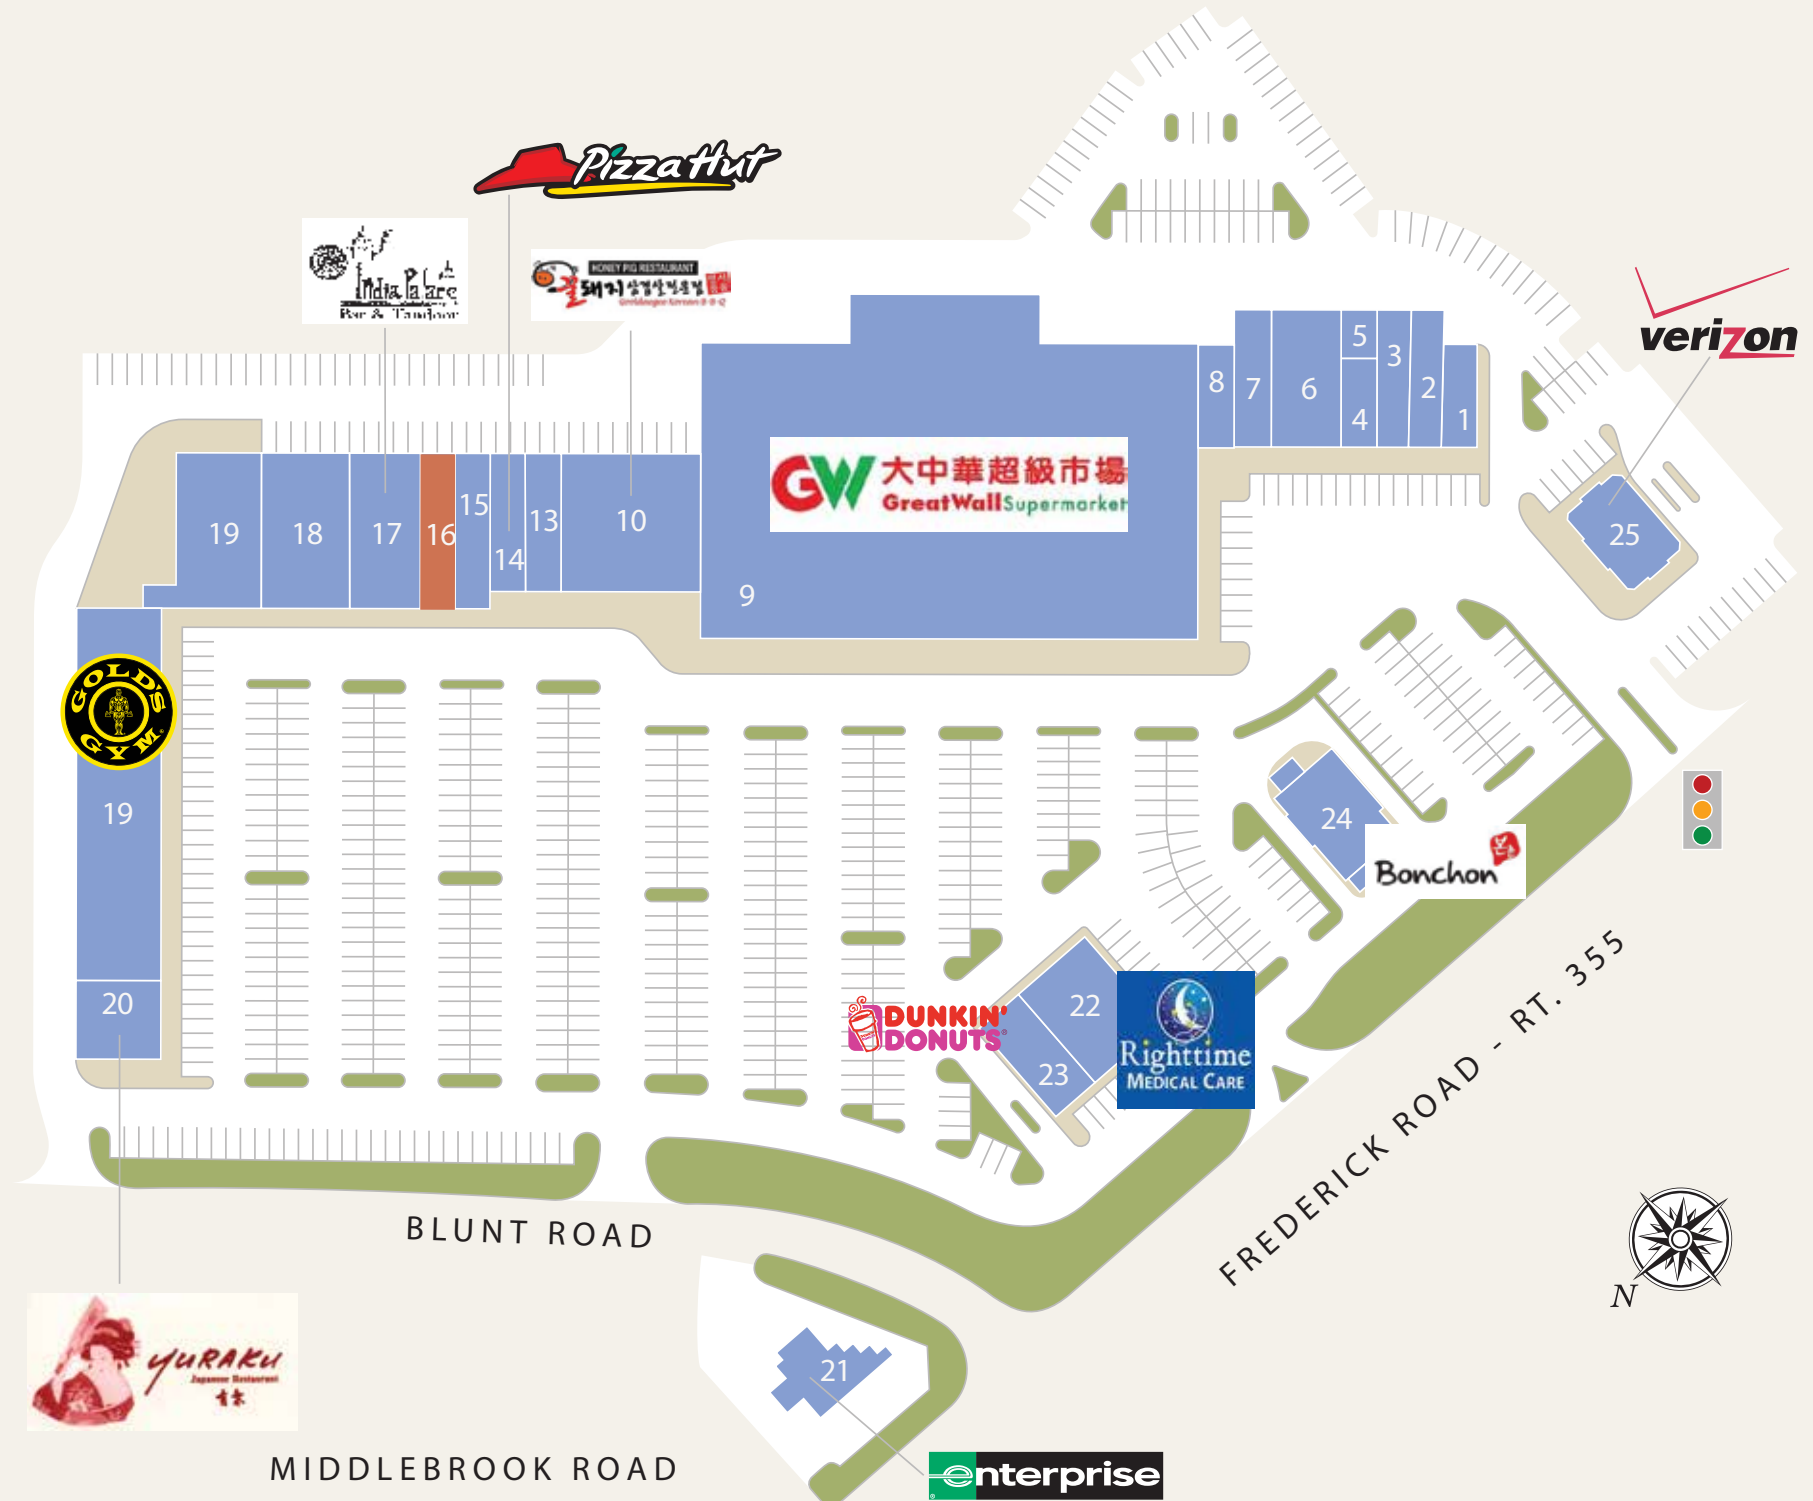 Pizza Hut
India Palace
Bar & Tandoor
HONEY PIG RESTAURANT
verizon
5
3
8
7
6
2
4
1
GW 大中華超級市場
GreatWall Supermarket
15
19
18
17
16
14
13
10
25
9
GOLD'S
GYM
19
24
Bonchon
20
22
DUNKIN'
DONUTS
23
Righttime
MEDICAL CARE
FREDERICK ROAD - RT. 355
BLUNT ROAD
N
YURAKU
Japanese Restaurant
21
MIDDLEBROOK ROAD
enterprise